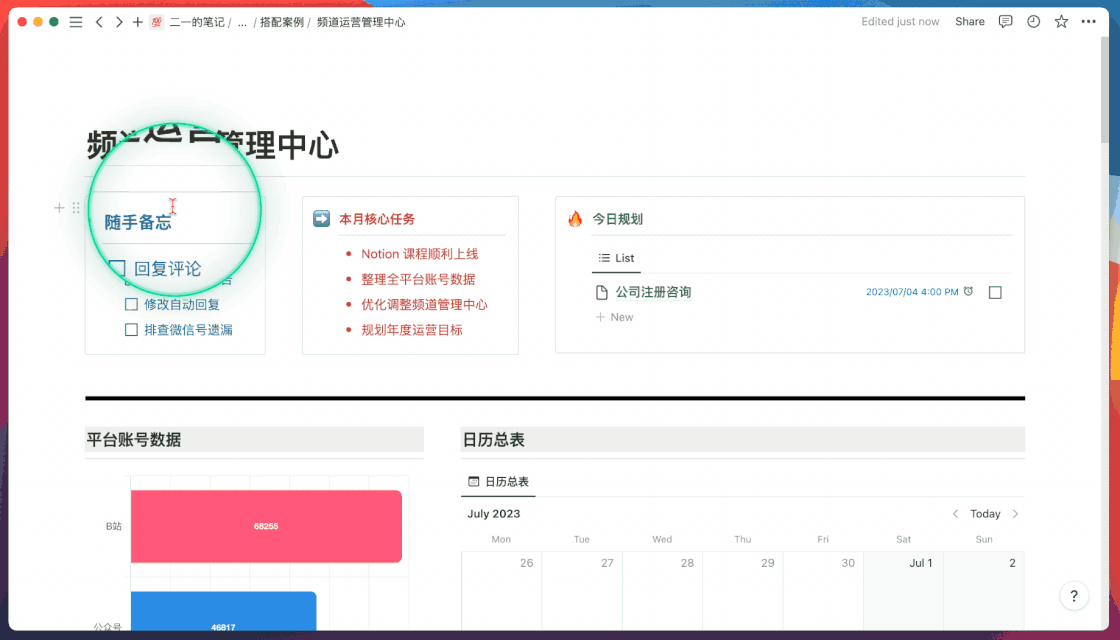 二一的笔记 / ... / 搭配案例 / 频道运营管理中心
Edited just now Share
频道运营管理中心
随手备忘
回复评论
修改自动回复
排查微信号遗漏
本月核心任务
Notion 课程顺利上线
整理全平台账号数据
优化调整频道管理中心
规划年度运营目标
今日规划
List
公司注册咨询 2023/07/04 4:00 PM
New
平台账号数据
B站 68255
公众号 46817
日历总表
日历总表
July 2023 Today
Mon Tue Wed Thu Fri Sat Sun
26 27 28 29 30 Jul 1 2
?